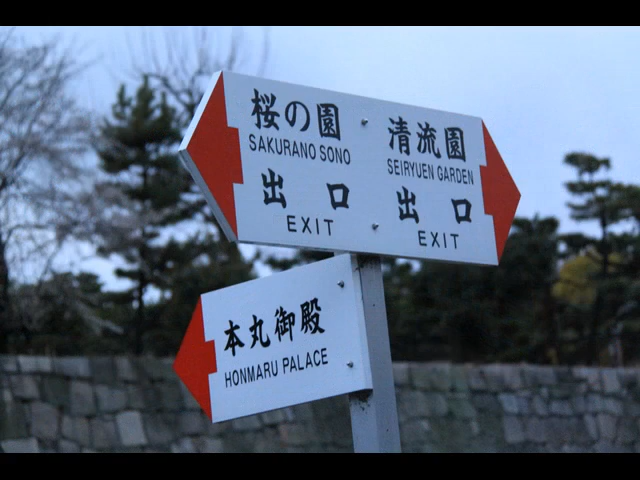 桜の園
SAKURANO SONO
出口
EXIT
清流園
SEIRYUEN GARDEN
出口
EXIT
本丸御殿
HONMARU PALACE